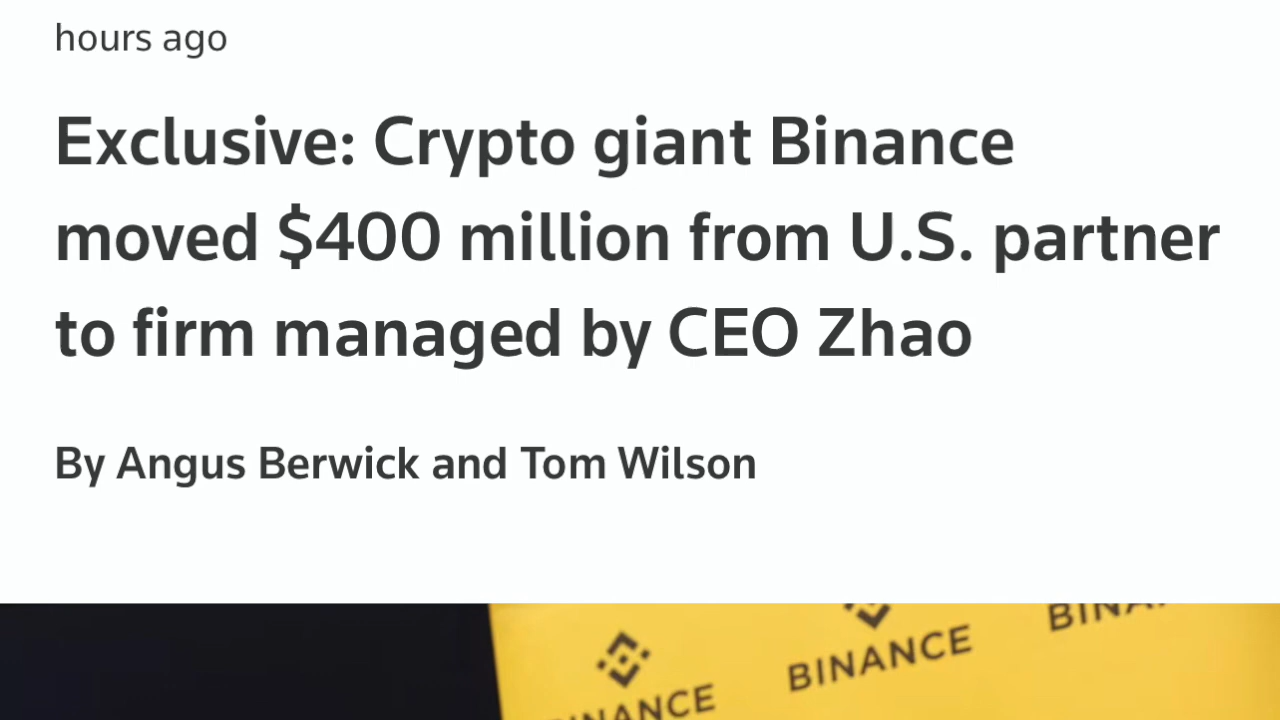 hours ago
Exclusive: Crypto giant Binance
moved $400 million from U.S. partner
to firm managed by CEO Zhao
By Angus Berwick and Tom Wilson
BINANCE